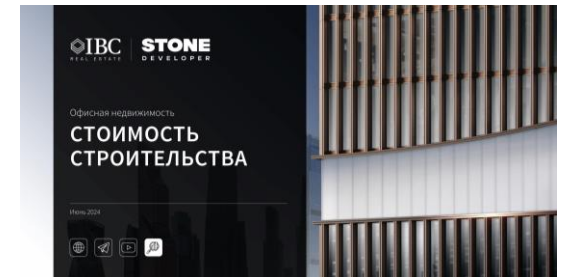 IBC
REAL ESTATE
STONE
DEVELOPER
Офисная недвижимость
СТОИМОСТЬ
СТРОИТЕЛЬСТВА
Июнь 2024